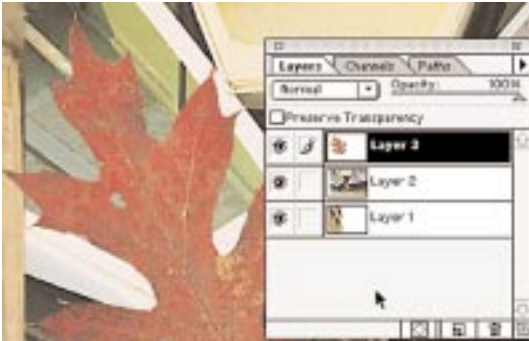 Layers Channels Paths
Normal Opacity: 100%
Preserve Transparency
Layer 3
Layer 2
Layer 1